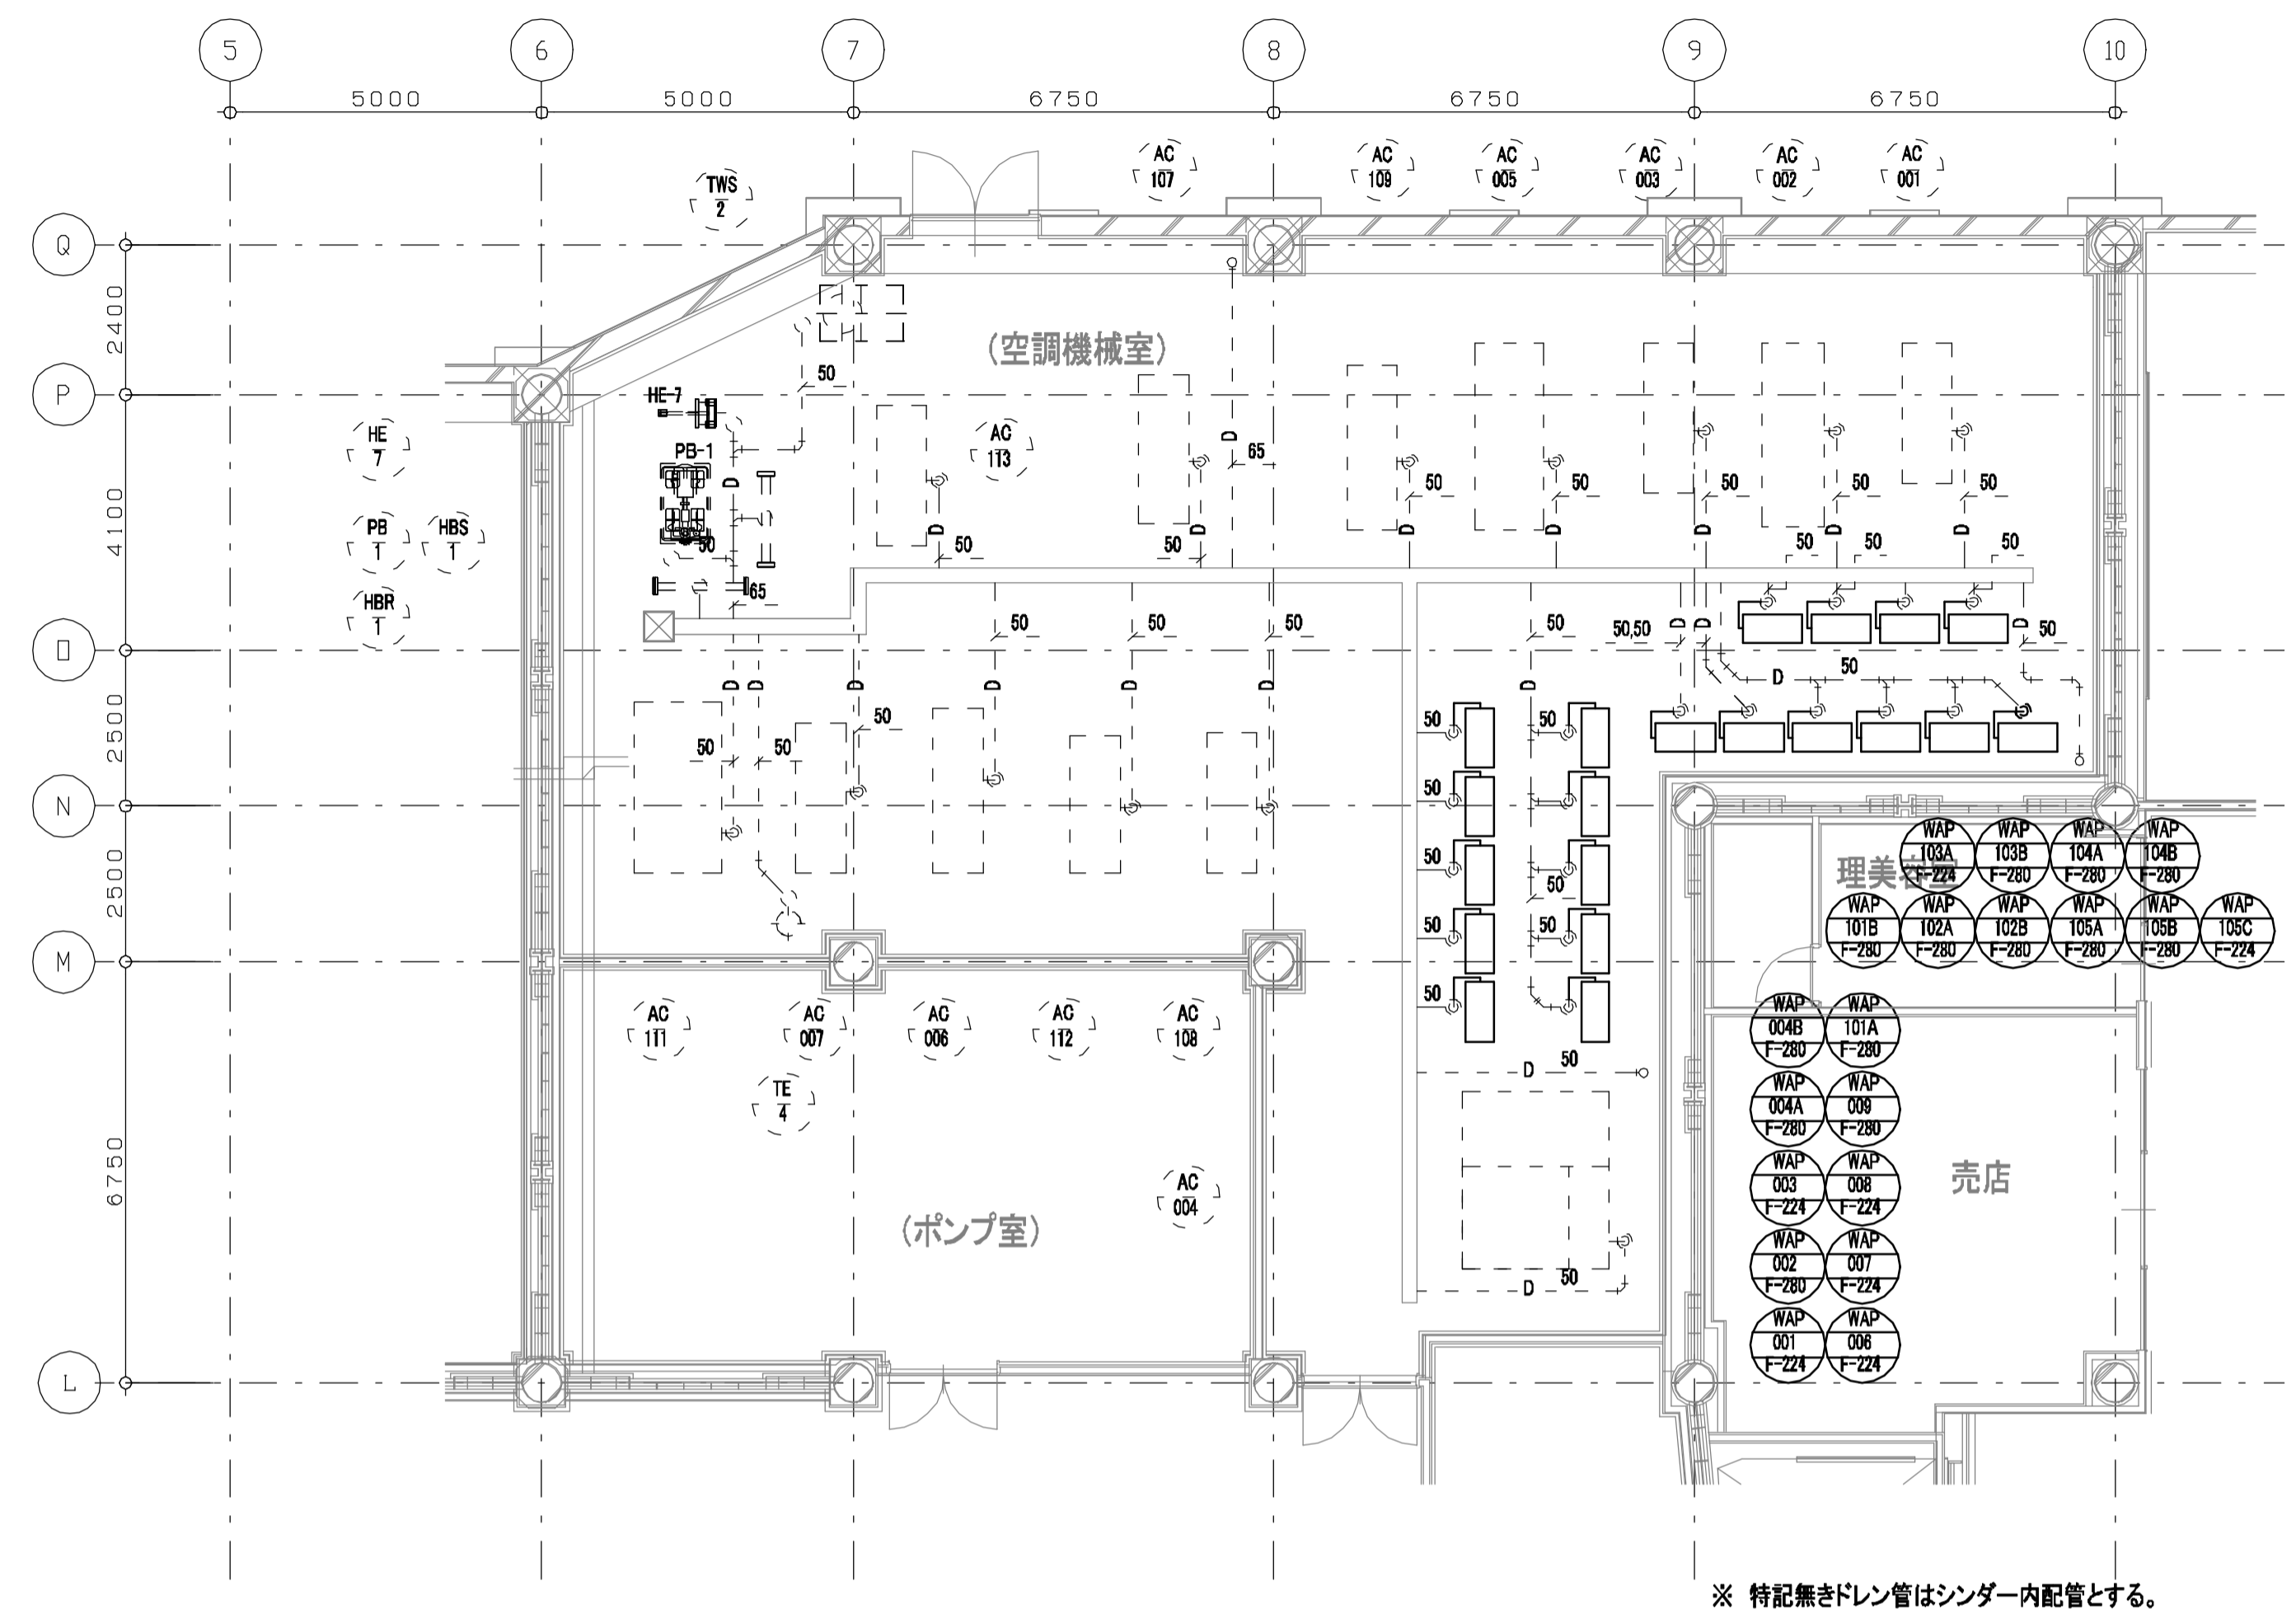 5 6 7 8 9 10
5000 5000 6750 6750 6750
AC 107
AC 109
AC 005
AC 003
AC 002
AC 001
TWS 2
Q
2400
(空調機械室)
P
50
HE-7
HE 7
AC 113
PB-1
D
65
50 50 50 50 50
4100
PB 1
HBS 1
D D D D D D D D
50
50 50
50 50 50
HBR 1
65
50 50 50 50 50,50 D D D 50
O
D 50
D D D D D D D
2500
50 50 50
50 50
N
50
WAP 103A F-224
WAP 103B F-280
WAP 104A F-280
WAP 104B F-280
理美容室
2500
50
50
WAP 101B F-280
WAP 102A F-280
WAP 102B F-280
WAP 105A F-280
WAP 105B F-280
WAP 105C F-224
50 50
M
50
AC 111
AC 007
AC 006
AC 112
AC 108
WAP 004B F-280
WAP 101A F-280
D 50
TE 4
WAP 004A F-280
WAP 009 F-280
6750
AC 004
WAP 003 F-224
WAP 008 F-224
売店
(ポンプ室)
WAP 002 F-280
WAP 007 F-224
D 50
WAP 001 F-224
WAP 006 F-224
L
※ 特記無きドレン管はシンダー内配管とする。